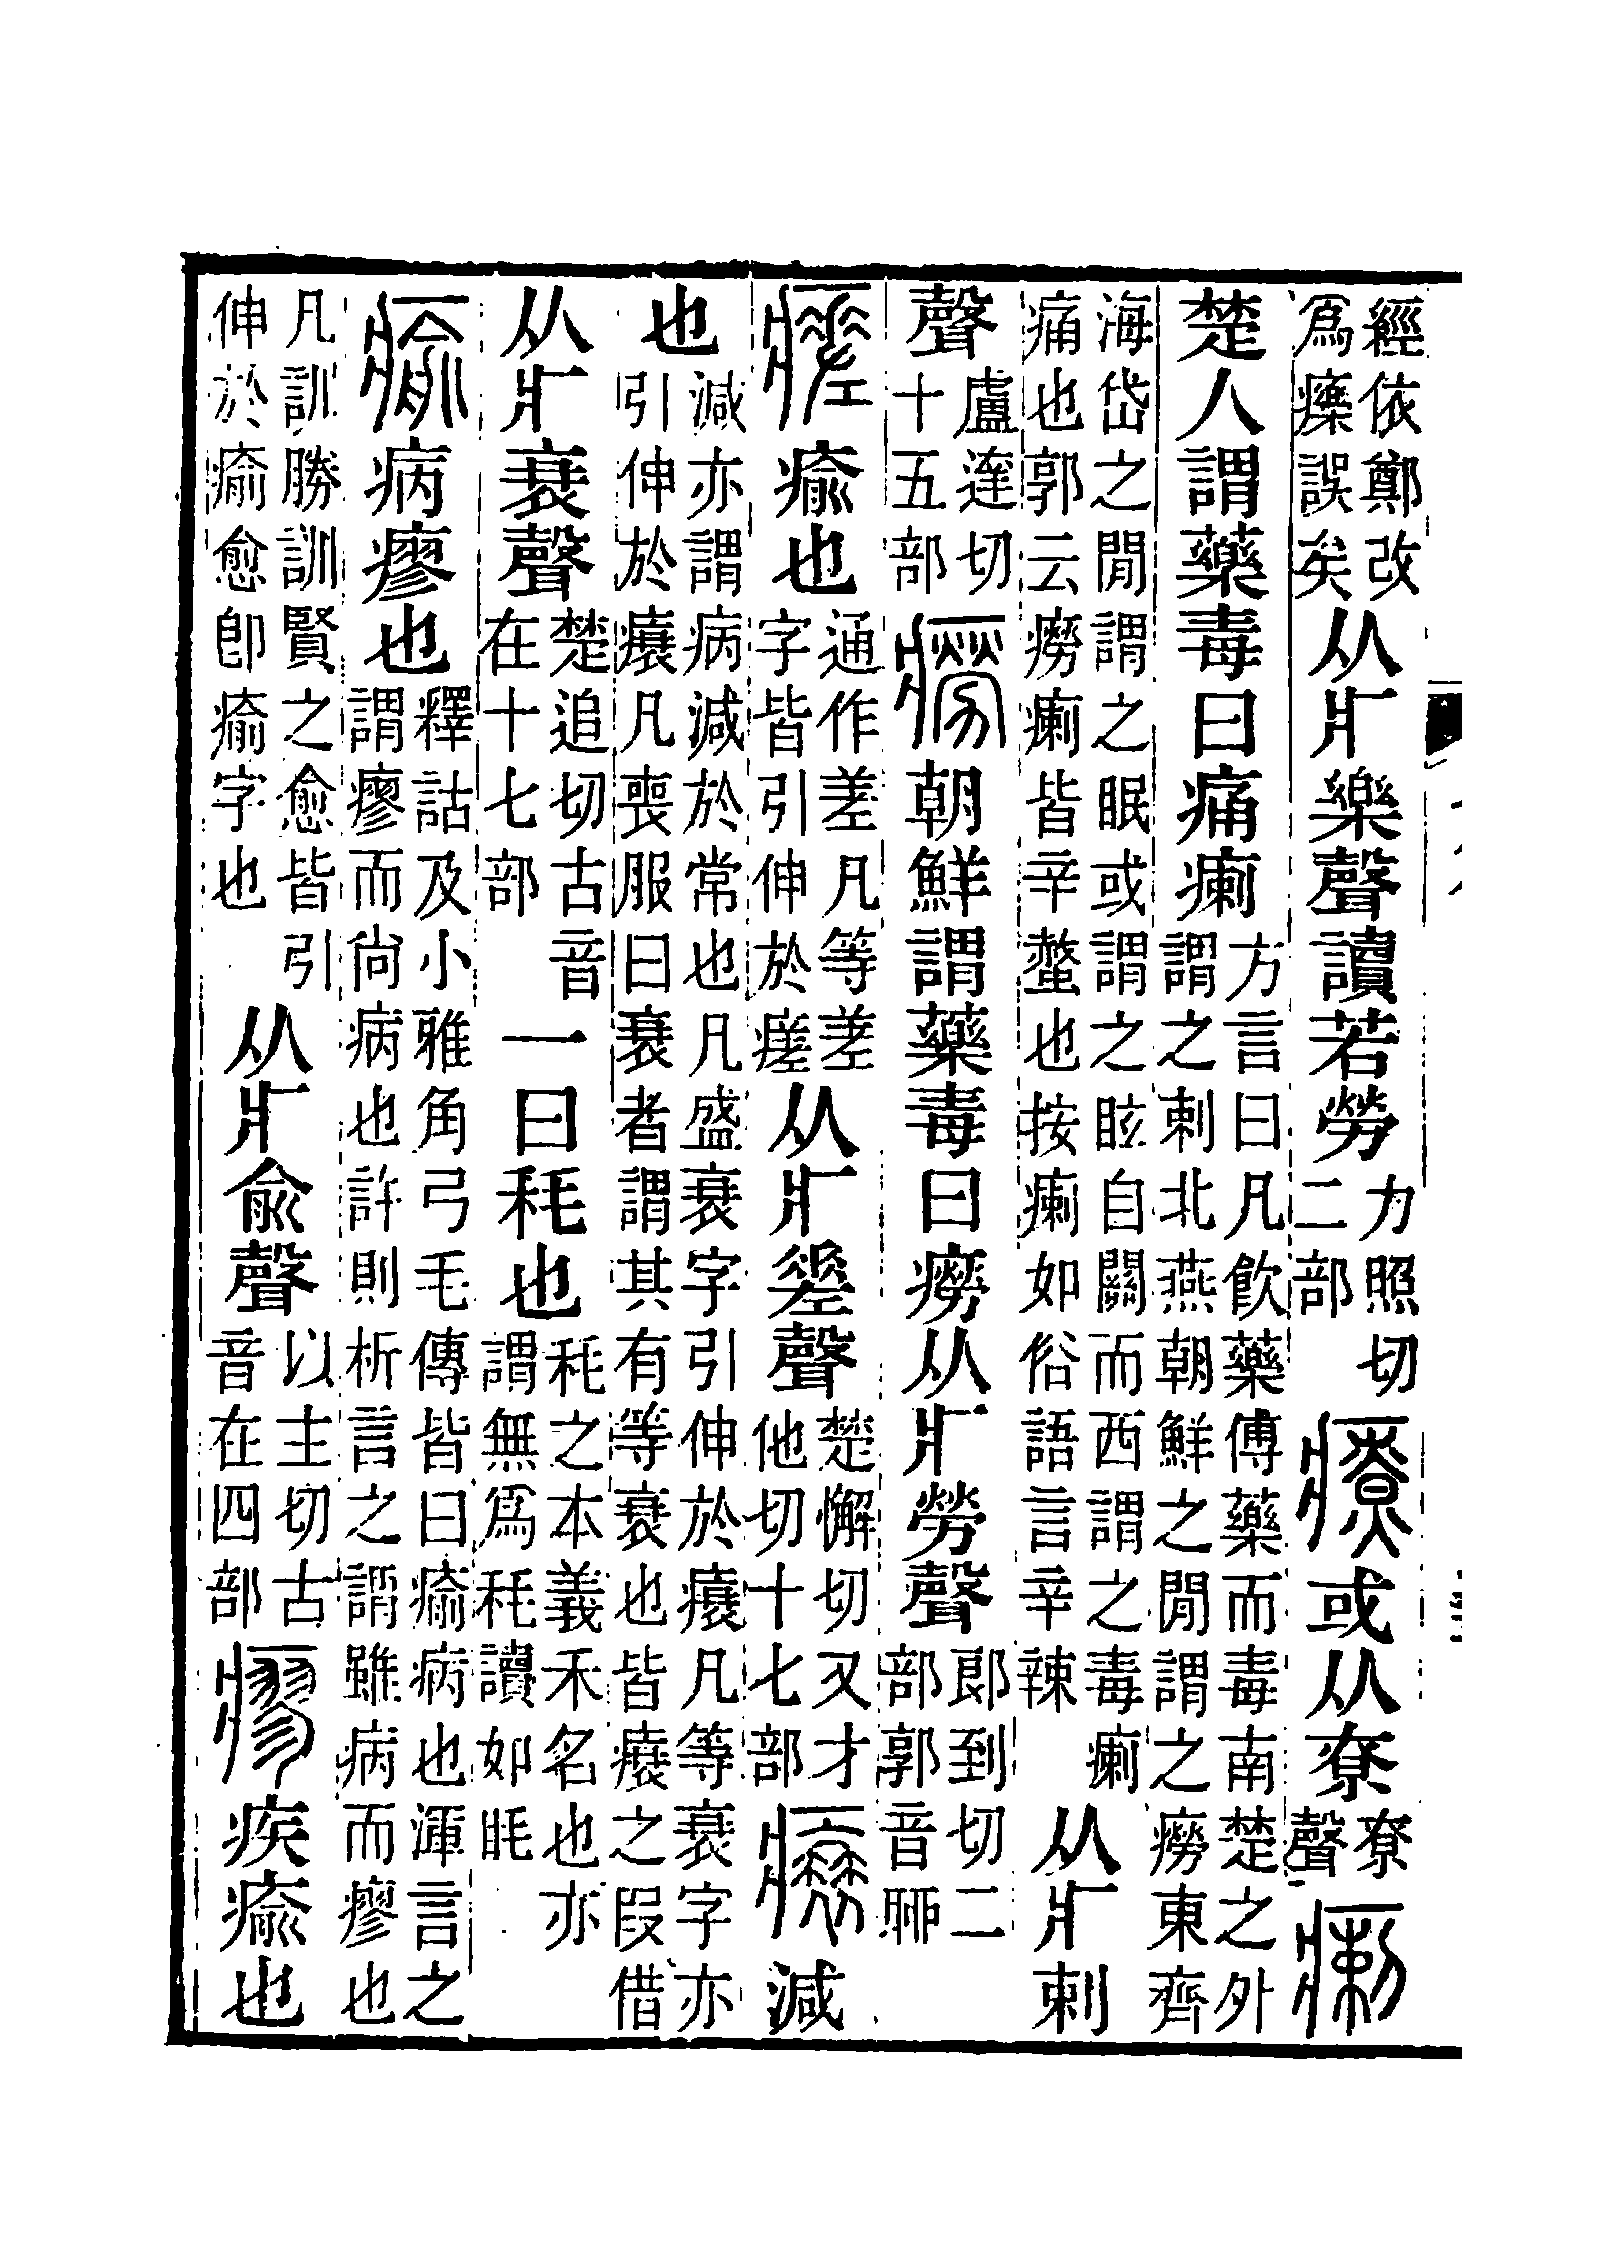 經依鄭改爲𤻲誤矣从疒樂聲讀若勞力照切二部療或从尞尞聲瘌
楚人謂藥毒曰痛瘌方言曰凡飮藥傅藥而毒南楚之外謂之剌北燕朝鮮之閒謂之癆東齊
海岱之閒謂之眠或謂之眩自關而西謂之毒瘌痛也郭云癆瘌皆辛螫也按瘌如俗語言辛辣从疒剌
聲盧達切十五部癆朝鮮謂藥毒曰癆从疒勞聲郎到切二部郭音聊
瘥瘉也通作差凡等差字皆引伸於瘥从疒𢀩聲楚懈切又才他切十七部𤸬減
也減亦謂病減於常也凡盛衰字引伸於𤸬凡等衰字亦引伸於𤸬凡喪服曰衰者謂其有等衰也皆𤸬之叚借
从疒衰聲楚追切古音在十七部一曰秏也秏之本義禾名也亦謂無爲秏讀如眊
瘉病瘳也釋詁及小雅角弓毛傳皆曰瘉病也渾言之謂瘳而尙病也許則析言之謂雖病而瘳也
凡訓勝訓賢之愈皆引伸於瘉愈卽瘉字也从疒俞聲以主切古音在四部瘳疾瘉也